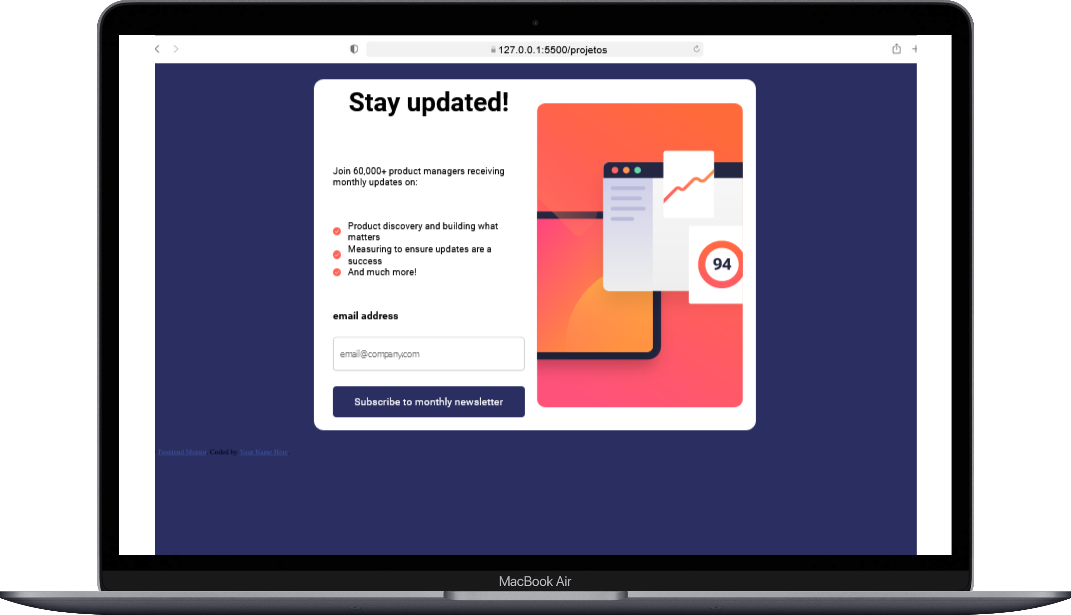 127.0.0.1:5500/projetos
Stay updated!
Join 60,000+ product managers receiving
monthly updates on:
Product discovery and building what
matters
Measuring to ensure updates are a
success
And much more!
email address
email@company.com
Subscribe to monthly newsletter
94
Frontend Mentor. Coded by Your Name Here.
MacBook Air